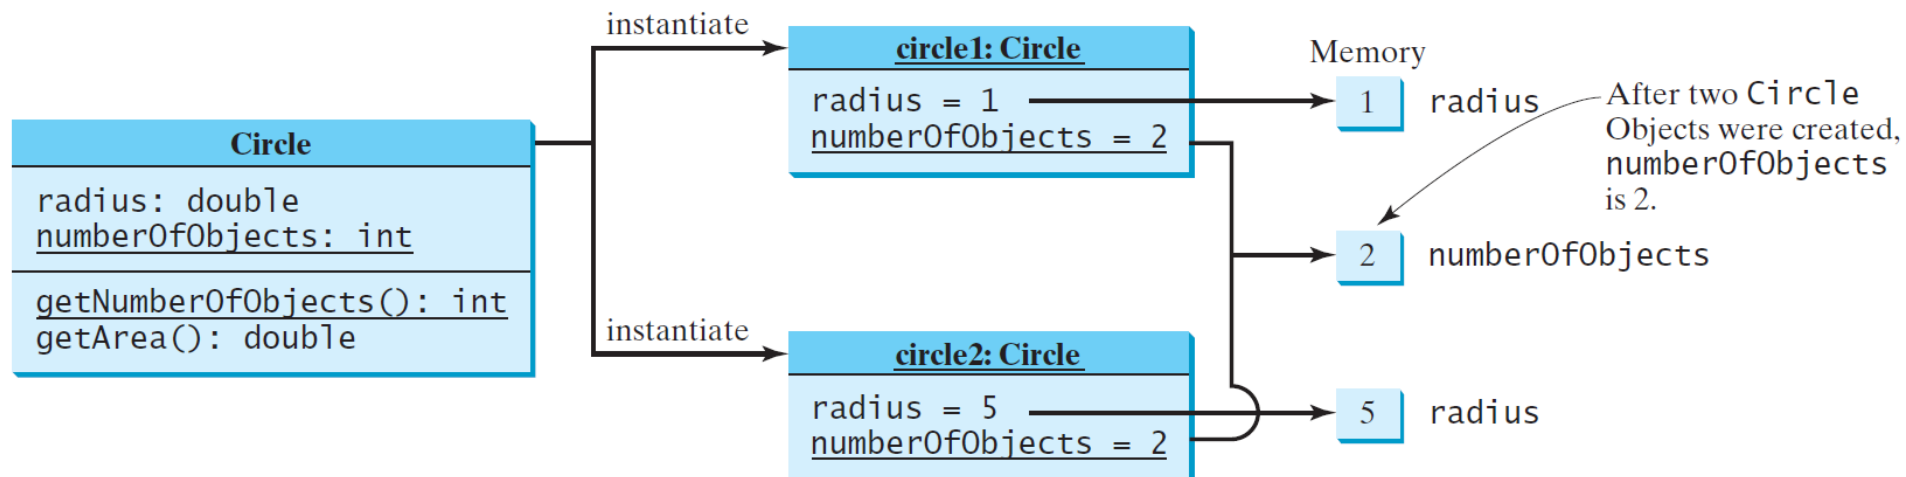 Circle
radius: double
numberOfObjects: int
getNumberOfObjects(): int
getArea(): double
instantiate
circle1: Circle
radius = 1
numberOfObjects = 2
instantiate
circle2: Circle
radius = 5
numberOfObjects = 2
Memory
1 radius
2 numberOfObjects
5 radius
After two Circle
Objects were created,
numberOfObjects
is 2.